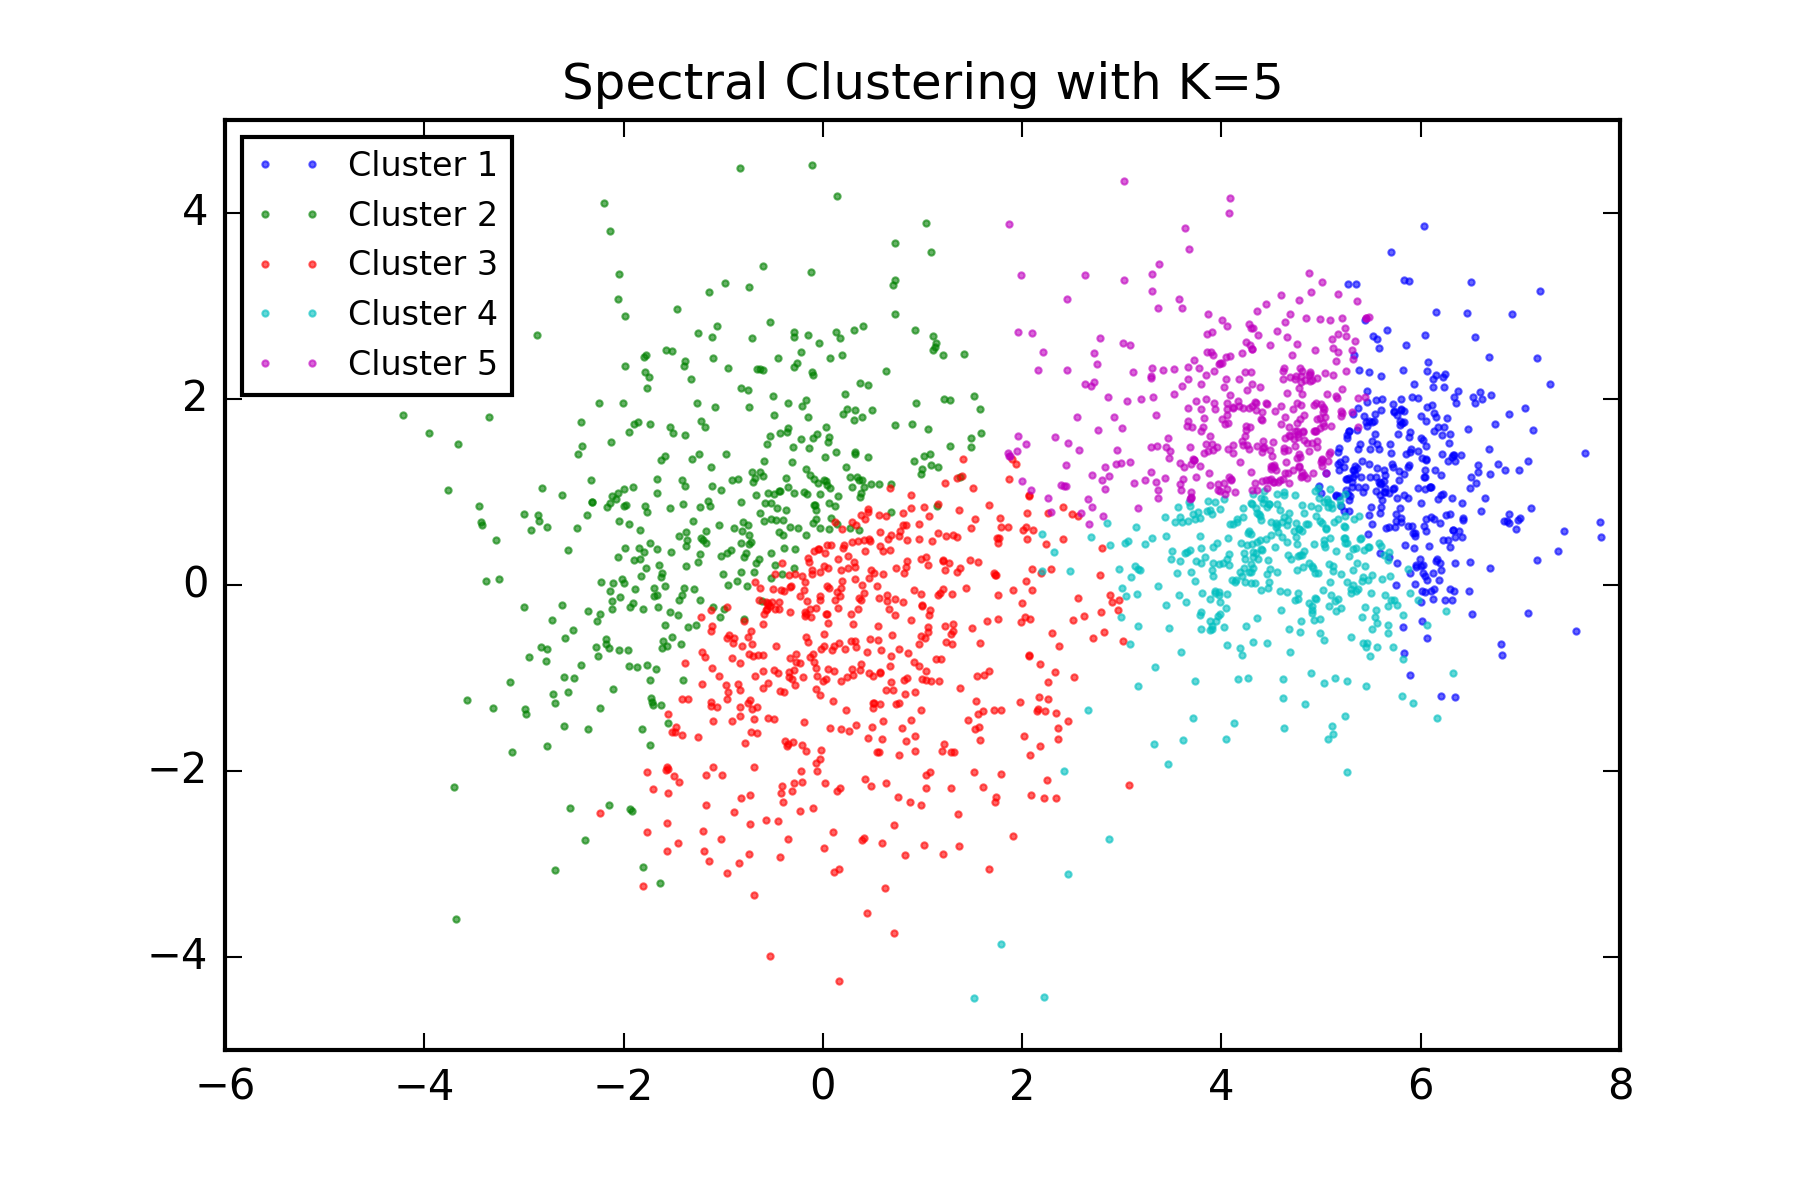 Spectral Clustering with K=5
Cluster 1
Cluster 2
Cluster 3
Cluster 4
Cluster 5
4
2
0
−2
−4
−6 −4 −2 0 2 4 6 8